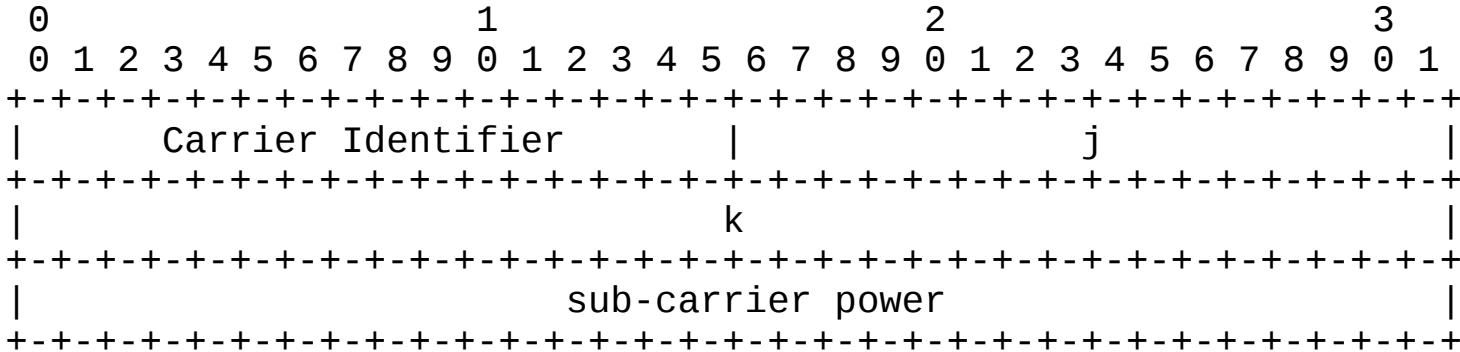 0                   1                   2                   3
 0 1 2 3 4 5 6 7 8 9 0 1 2 3 4 5 6 7 8 9 0 1 2 3 4 5 6 7 8 9 0 1
+-+-+-+-+-+-+-+-+-+-+-+-+-+-+-+-+-+-+-+-+-+-+-+-+-+-+-+-+-+-+-+-+
|      Carrier Identifier       |               j               |
+-+-+-+-+-+-+-+-+-+-+-+-+-+-+-+-+-+-+-+-+-+-+-+-+-+-+-+-+-+-+-+-+
|                               k                               |
+-+-+-+-+-+-+-+-+-+-+-+-+-+-+-+-+-+-+-+-+-+-+-+-+-+-+-+-+-+-+-+-+
|                        sub-carrier power                      |
+-+-+-+-+-+-+-+-+-+-+-+-+-+-+-+-+-+-+-+-+-+-+-+-+-+-+-+-+-+-+-+-+